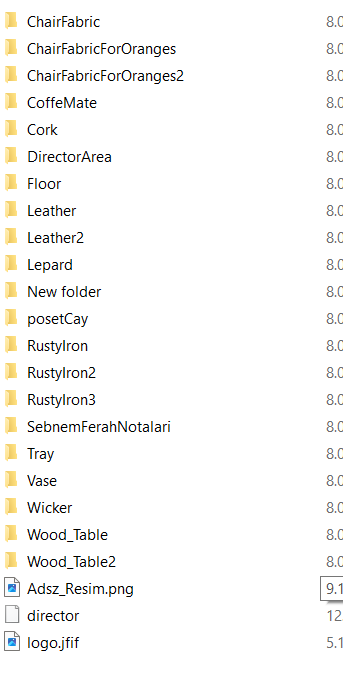 ChairFabric 8.0
ChairFabricForOranges 8.0
ChairFabricForOranges2 8.0
CoffeMate 8.0
Cork 8.0
DirectorArea 8.0
Floor 8.0
Leather 8.0
Leather2 8.0
Lepard 8.0
New folder 8.0
posetCay 8.0
RustyIron 8.0
RustyIron2 8.0
RustyIron3 8.0
SebnemFerahNotalari 8.0
Tray 8.0
Vase 8.0
Wicker 8.0
Wood_Table 8.0
Wood_Table2 8.0
Adsz_Resim.png 9.1
director 12
logo.jfif 5.1